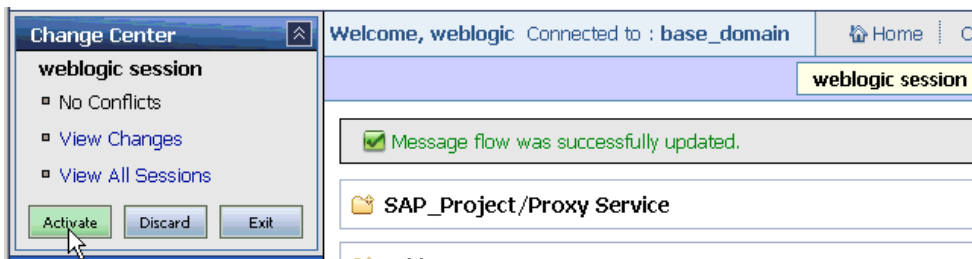 Change Center
weblogic session
No Conflicts
View Changes
View All Sessions
Activate Discard Exit
Welcome, weblogic Connected to : base_domain Home
weblogic session
Message flow was successfully updated.
SAP_Project/Proxy Service